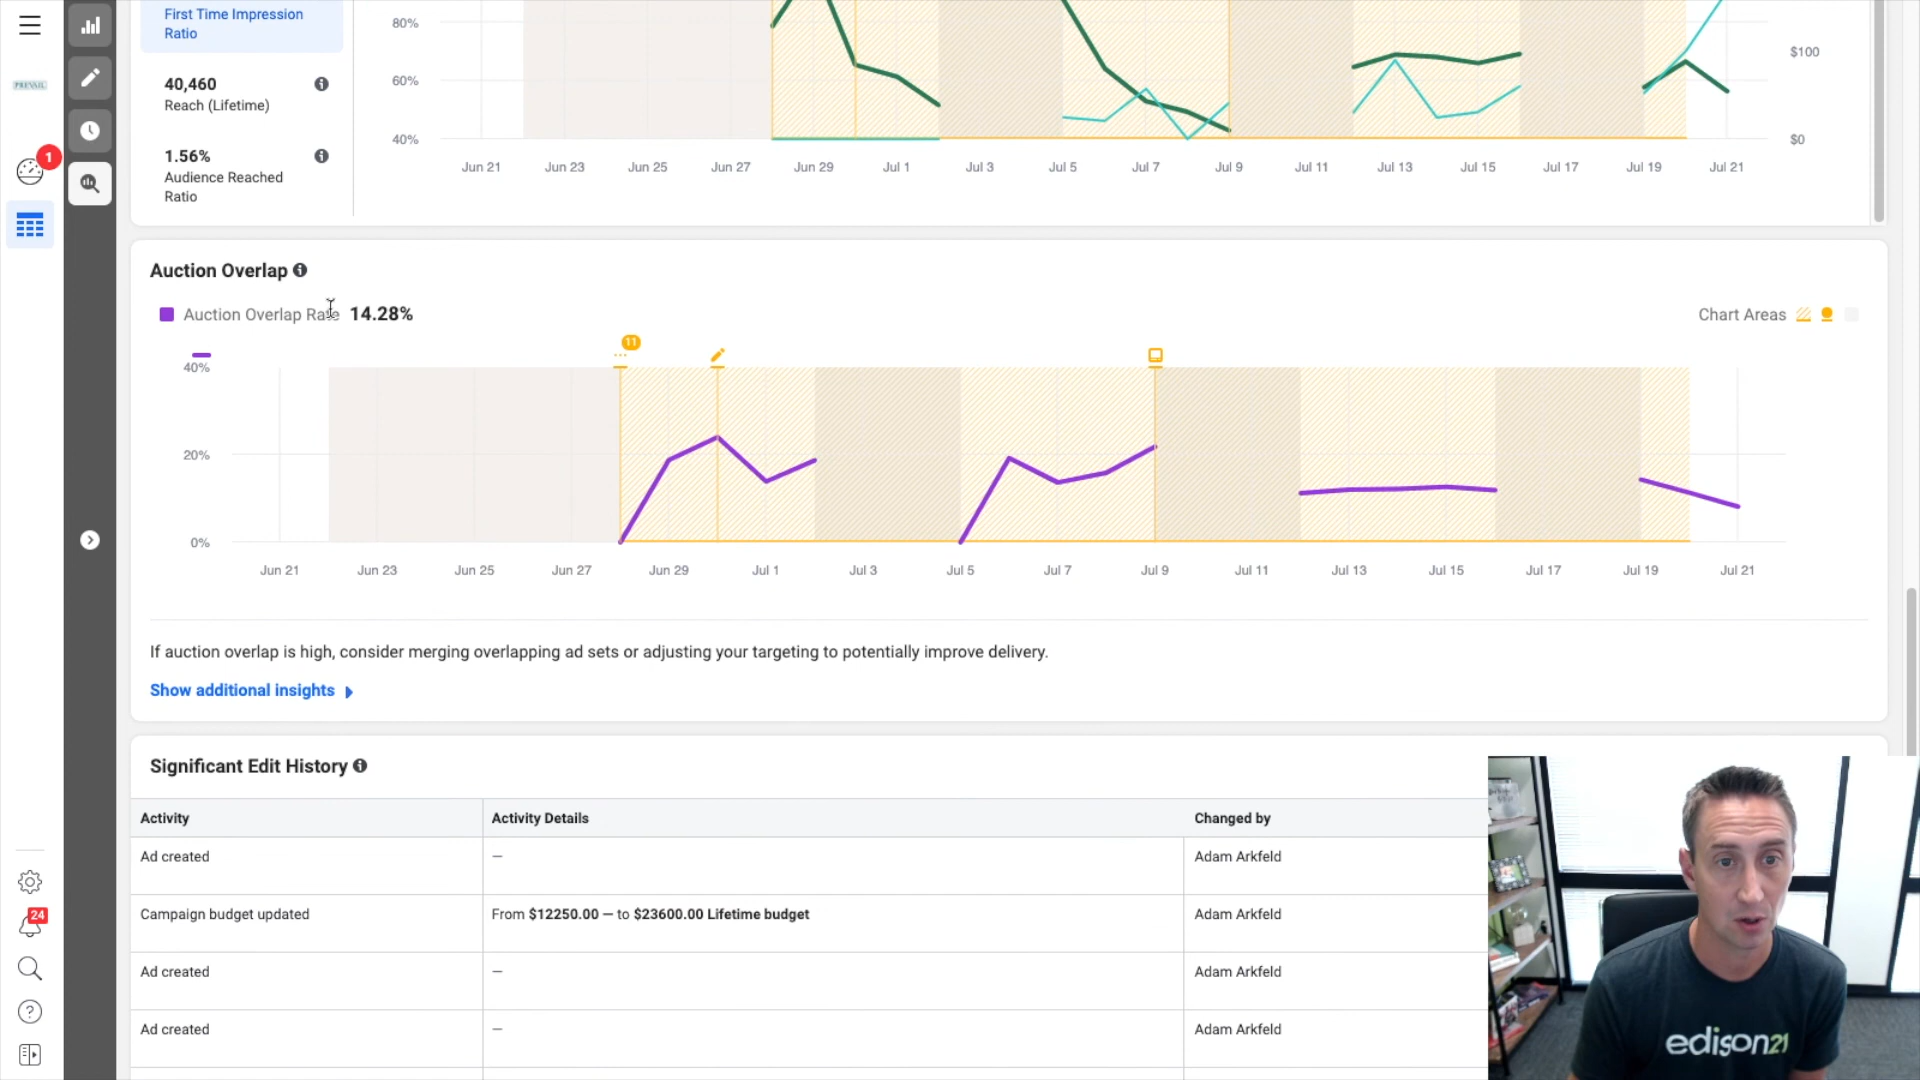 First Time Impression
Ratio
40,460
Reach (Lifetime)
1.56%
Audience Reached
Ratio
80%
60%
40%
$100
$0
Jun 21 Jun 23 Jun 25 Jun 27 Jun 29 Jul 1 Jul 3 Jul 5 Jul 7 Jul 9 Jul 11 Jul 13 Jul 15 Jul 17 Jul 19 Jul 21
1
24
Auction Overlap
Auction Overlap Rate 14.28%
Chart Areas
11
40%
20%
0%
Jun 21 Jun 23 Jun 25 Jun 27 Jun 29 Jul 1 Jul 3 Jul 5 Jul 7 Jul 9 Jul 11 Jul 13 Jul 15 Jul 17 Jul 19 Jul 21
If auction overlap is high, consider merging overlapping ad sets or adjusting your targeting to potentially improve delivery.
Show additional insights
Significant Edit History
Activity Activity Details Changed by
Ad created — Adam Arkfeld
Campaign budget updated From $12250.00 — to $23600.00 Lifetime budget Adam Arkfeld
Ad created — Adam Arkfeld
Ad created — Adam Arkfeld
edison21